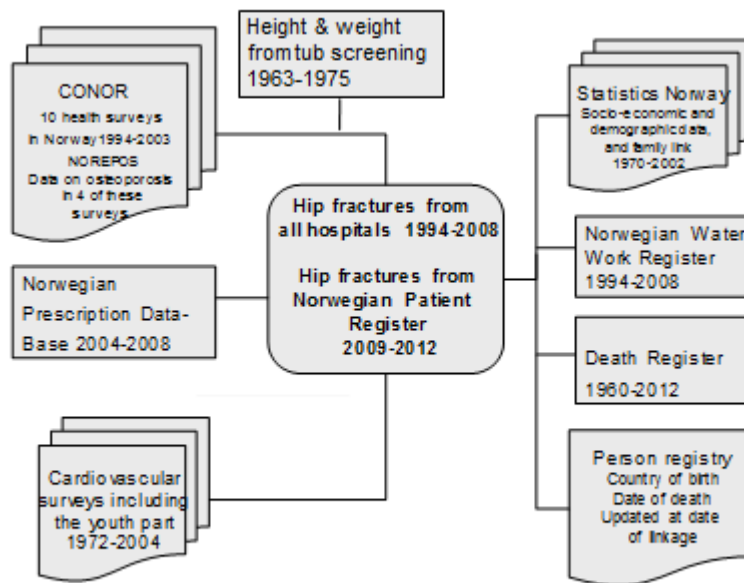 Height & weight
from tub screening
1963-1975
CONOR
10 health surveys
in Norway 1994-2003
NOREPOS
Data on osteoporosis
in 4 of these
surveys
Statistics Norway
Socio-economic and
demographic data,
and family link
1970-2002
Hip fractures from
all hospitals 1994-2008
Hip fractures from
Norwegian Patient
Register
2009-2012
Norwegian Water
Work Register
1994-2008
Norwegian
Prescription Data-
Base 2004-2008
Death Register
1960-2012
Cardiovascular
surveys including
the youth part
1972-2004
Person registry
Country of birth
Date of death
Updated at date
of linkage